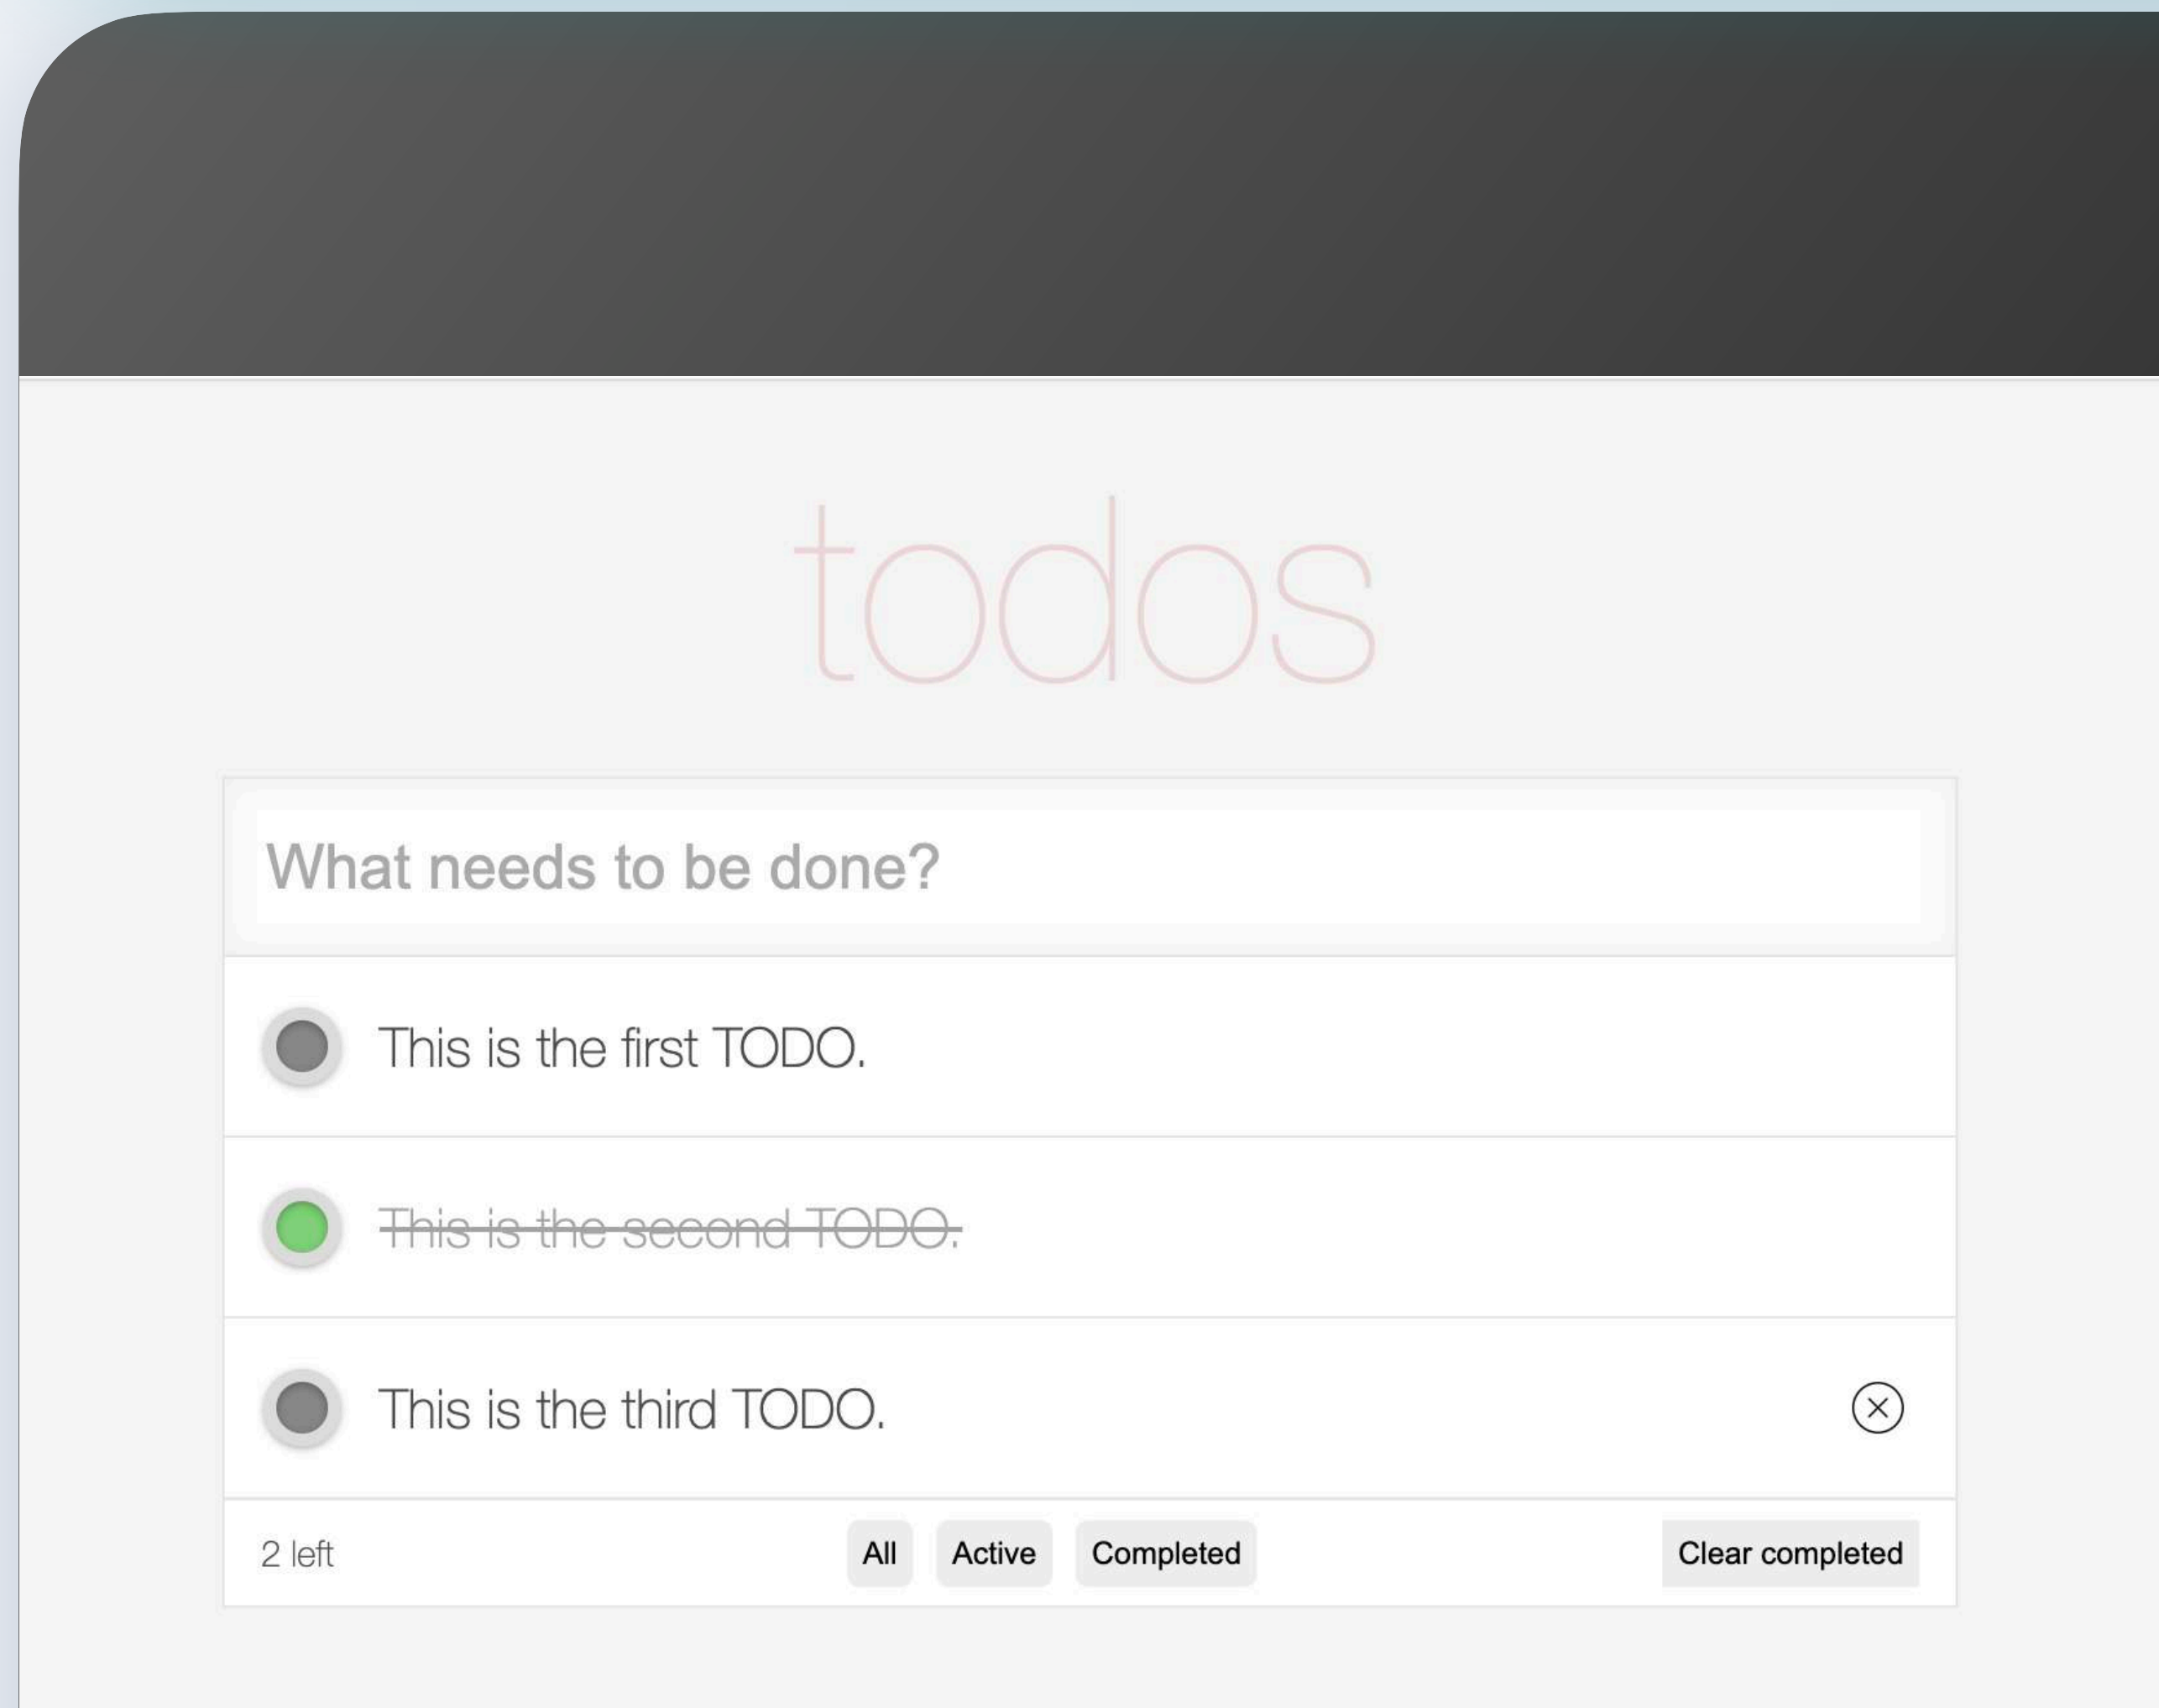 todos
What needs to be done?
This is the first TODO.
This is the second TODO.
This is the third TODO.
2 left
All
Active
Completed
Clear completed